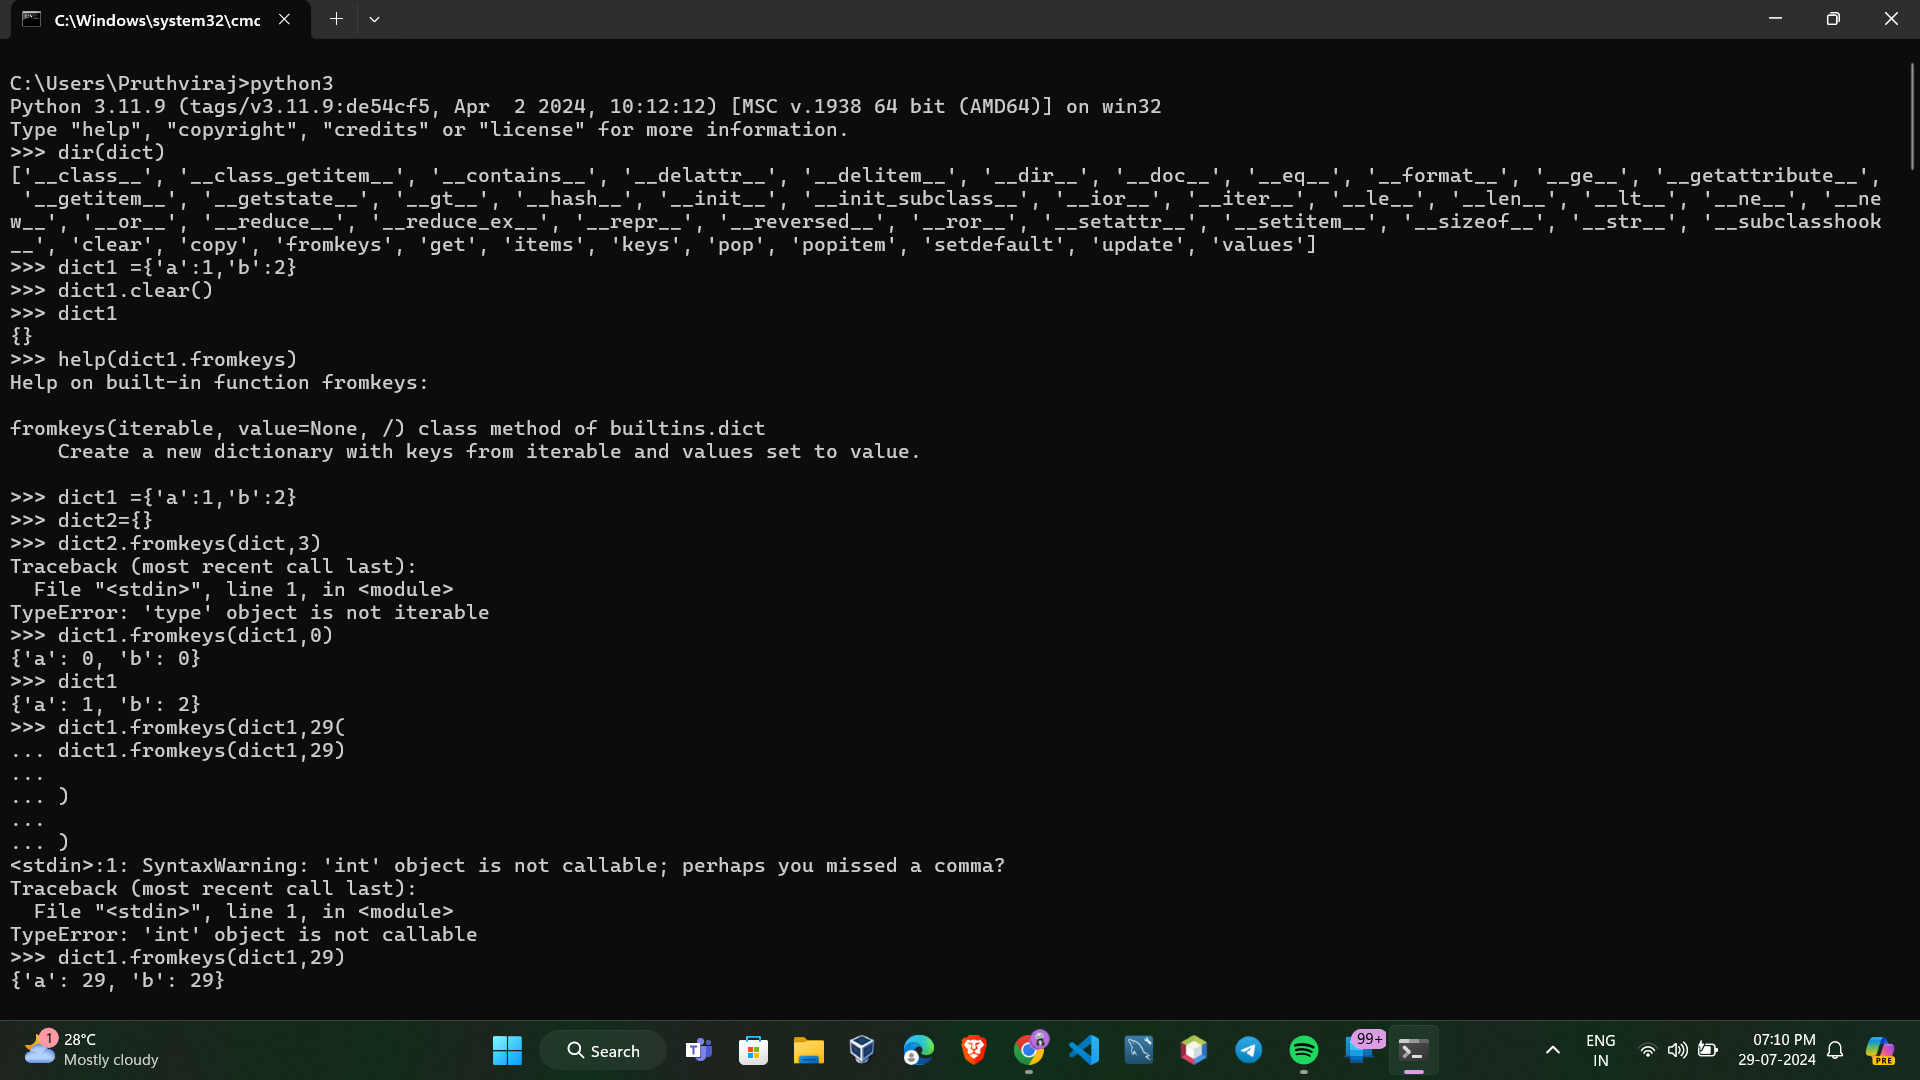 C:\Windows\system32\cmc
C:\Users\Pruthviraj>python3
Python 3.11.9 (tags/v3.11.9:de54cf5, Apr  2 2024, 10:12:12) [MSC v.1938 64 bit (AMD64)] on win32
Type "help", "copyright", "credits" or "license" for more information.
>>> dir(dict)
['__class__', '__class_getitem__', '__contains__', '__delattr__', '__delitem__', '__dir__', '__doc__', '__eq__', '__format__', '__ge__', '__getattribute__',
 '__getitem__', '__getstate__', '__gt__', '__hash__', '__init__', '__init_subclass__', '__ior__', '__iter__', '__le__', '__len__', '__lt__', '__ne__', '__ne
w__', '__or__', '__reduce__', '__reduce_ex__', '__repr__', '__reversed__', '__ror__', '__setattr__', '__setitem__', '__sizeof__', '__str__', '__subclasshook
__', 'clear', 'copy', 'fromkeys', 'get', 'items', 'keys', 'pop', 'popitem', 'setdefault', 'update', 'values']
>>> dict1 ={'a':1,'b':2}
>>> dict1.clear()
>>> dict1
{}
>>> help(dict1.fromkeys)
Help on built-in function fromkeys:
fromkeys(iterable, value=None, /) class method of builtins.dict
    Create a new dictionary with keys from iterable and values set to value.
>>> dict1 ={'a':1,'b':2}
>>> dict2={}
>>> dict2.fromkeys(dict,3)
Traceback (most recent call last):
  File "<stdin>", line 1, in <module>
TypeError: 'type' object is not iterable
>>> dict1.fromkeys(dict1,0)
{'a': 0, 'b': 0}
>>> dict1
{'a': 1, 'b': 2}
>>> dict1.fromkeys(dict1,29(
... dict1.fromkeys(dict1,29)
...
... )
...
... )
<stdin>:1: SyntaxWarning: 'int' object is not callable; perhaps you missed a comma?
Traceback (most recent call last):
  File "<stdin>", line 1, in <module>
TypeError: 'int' object is not callable
>>> dict1.fromkeys(dict1,29)
{'a': 29, 'b': 29}
1
28°C
Mostly cloudy
Search
99+
ENG
IN
07:10 PM
29-07-2024
PRE